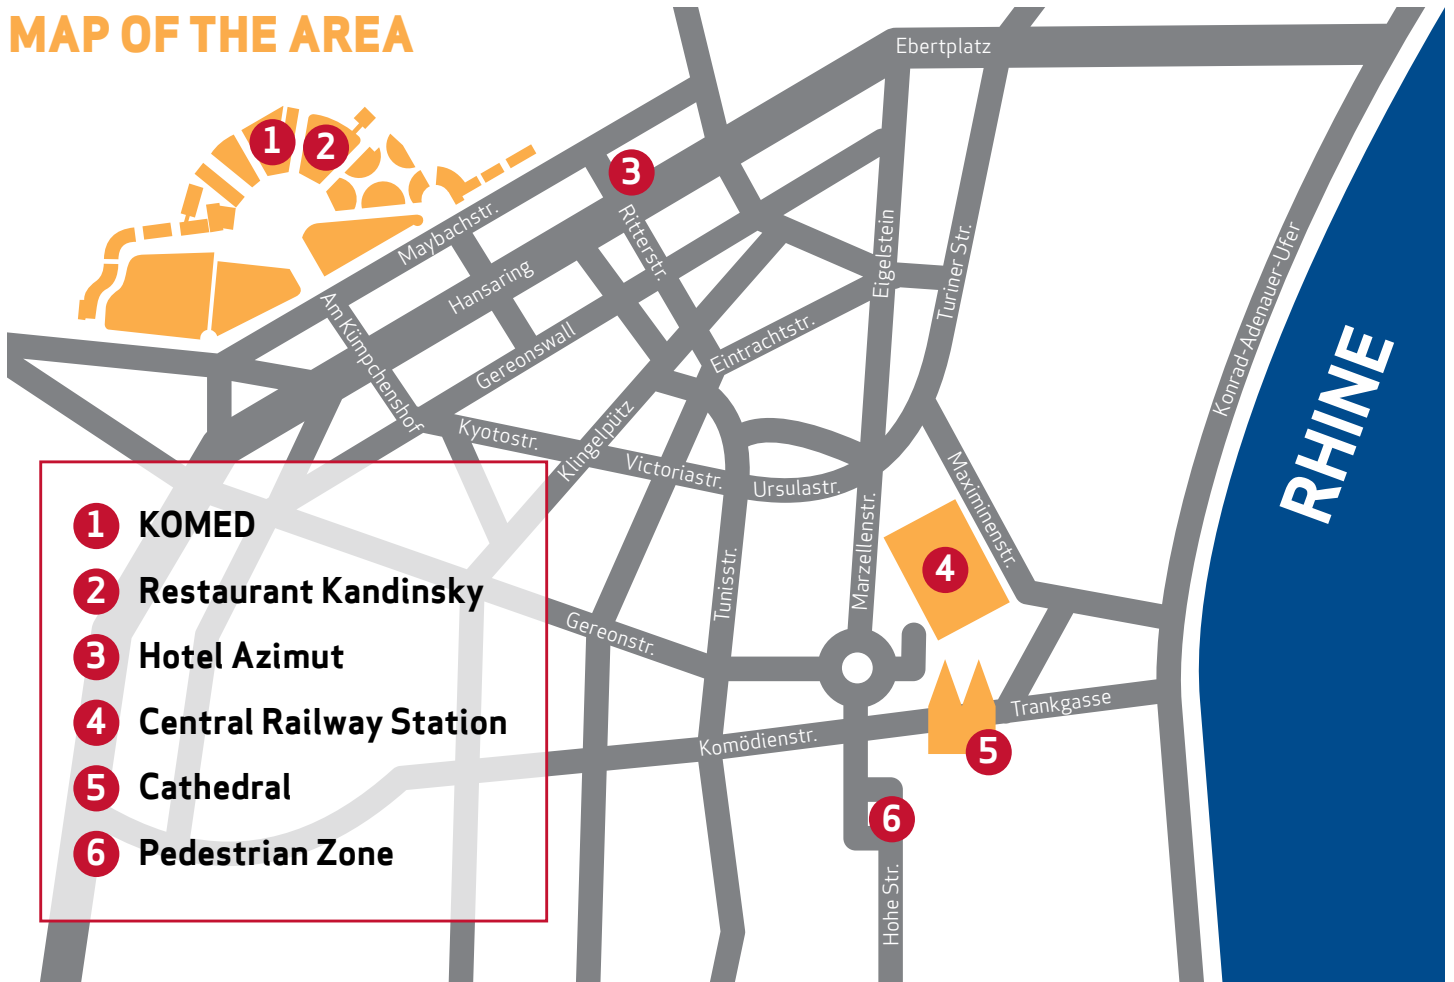 MAP OF THE AREA
Ebertplatz
1
2
3
Maybachstr.
Ritterstr.
Hansaring
Eigelstein
Turiner Str.
Konrad-Adenauer-Ufer
Am Kümpchenshof
Gereonswall
Eintrachtstr.
RHINE
Kyotostr.
Klingelpütz
Victoriastr.
Ursulastr.
Maximinenstr.
Marzellenstr.
Tunisstr.
4
Gereonstr.
Trankgasse
Komödienstr.
5
6
Hohe Str.
1 KOMED
2 Restaurant Kandinsky
3 Hotel Azimut
4 Central Railway Station
5 Cathedral
6 Pedestrian Zone